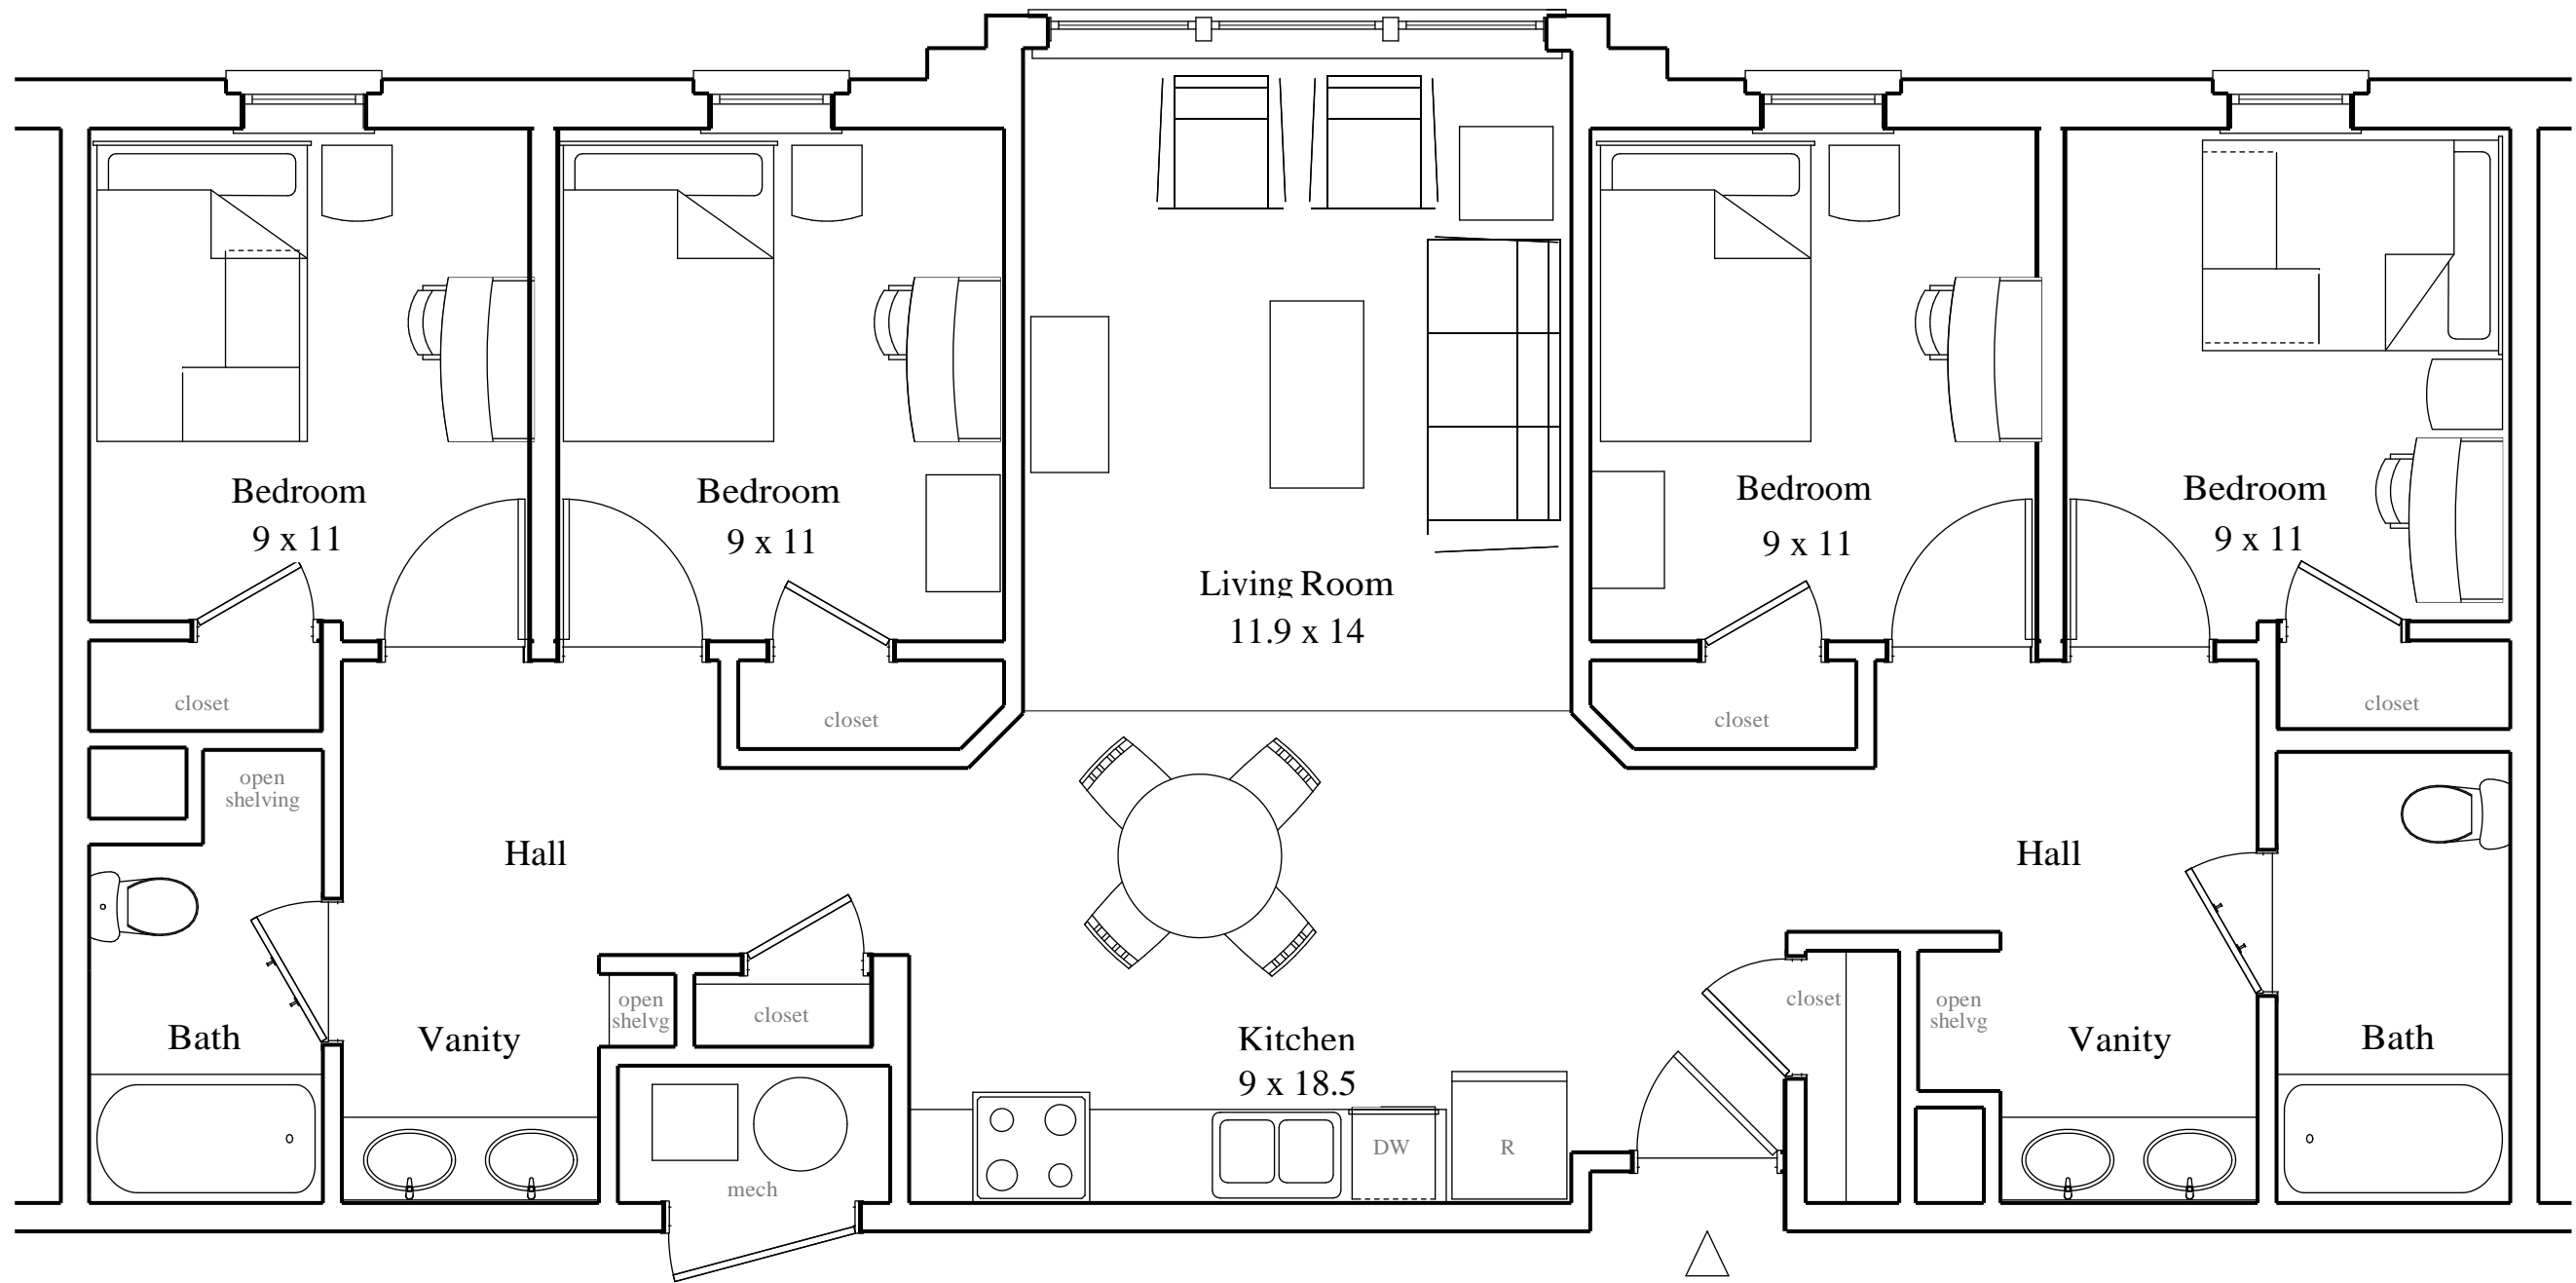 Bedroom
9 x 11
Bedroom
9 x 11
Living Room
11.9 x 14
Bedroom
9 x 11
Bedroom
9 x 11
closet
closet
closet
closet
open
shelving
Hall
Hall
Bath
Vanity
open
shelvg
closet
Kitchen
9 x 18.5
closet
open
shelvg
Vanity
Bath
mech
DW
R